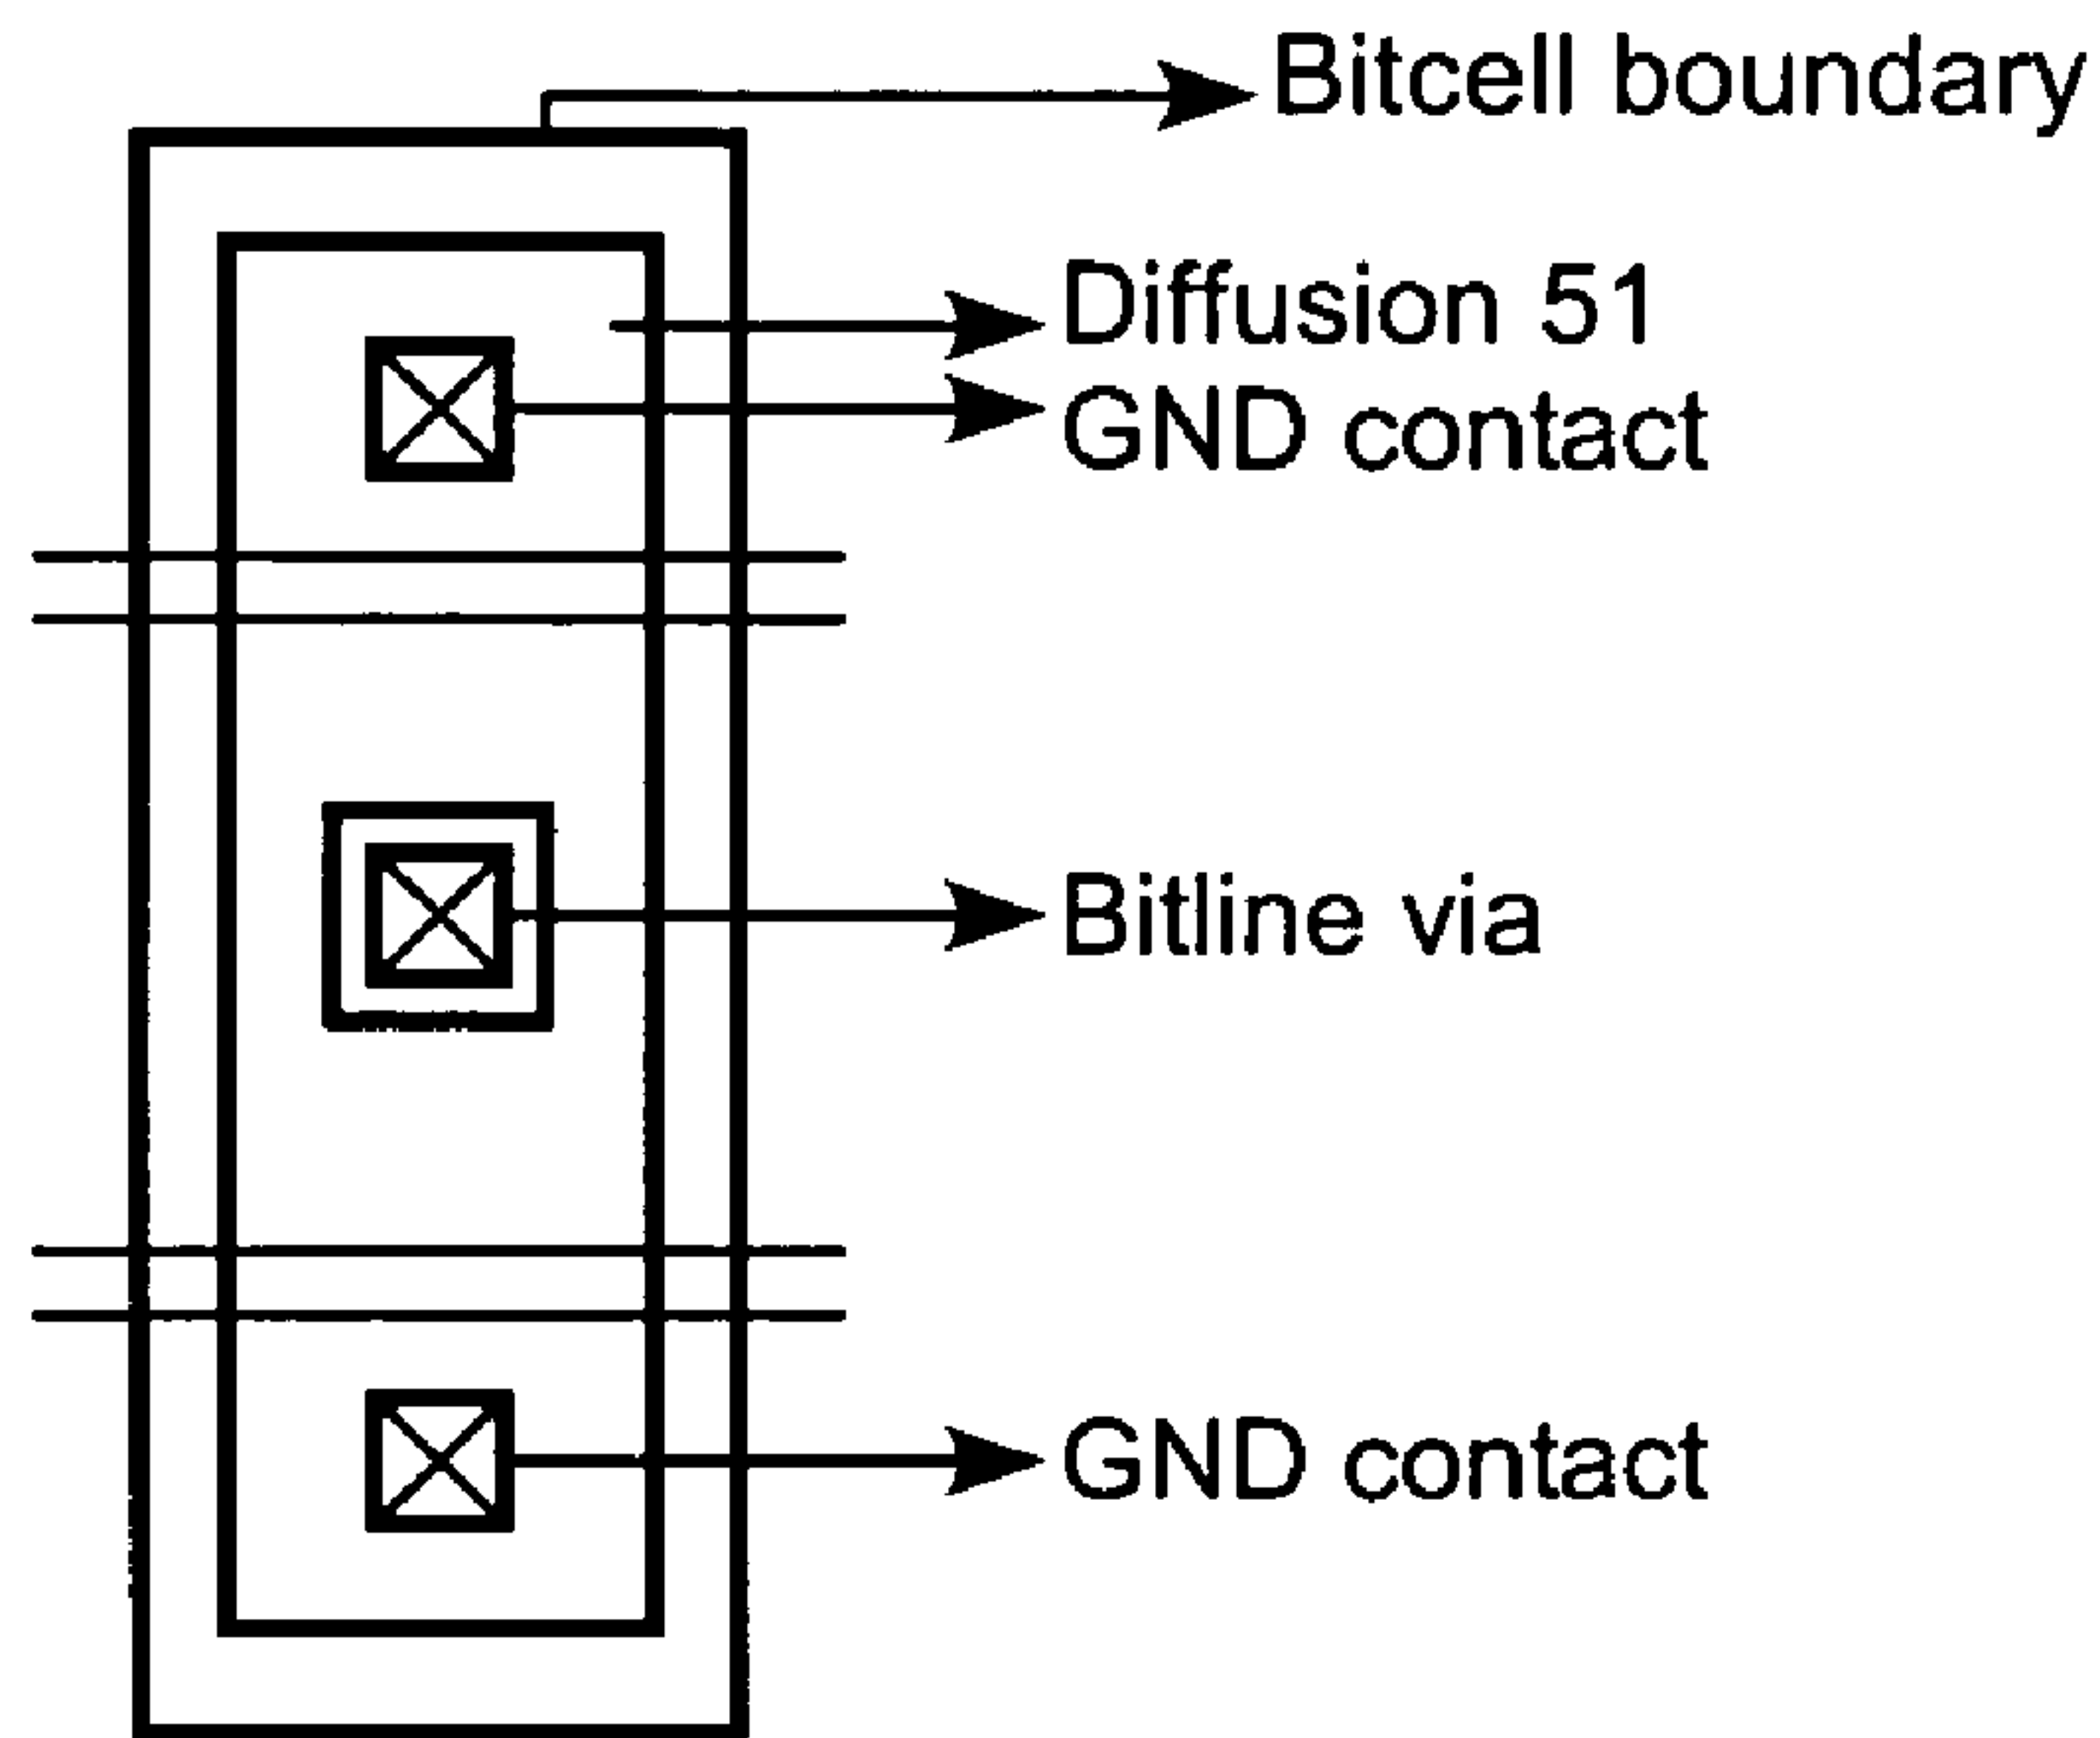 Bitcell boundary
Diffusion 51
GND contact
Bitline via
GND contact